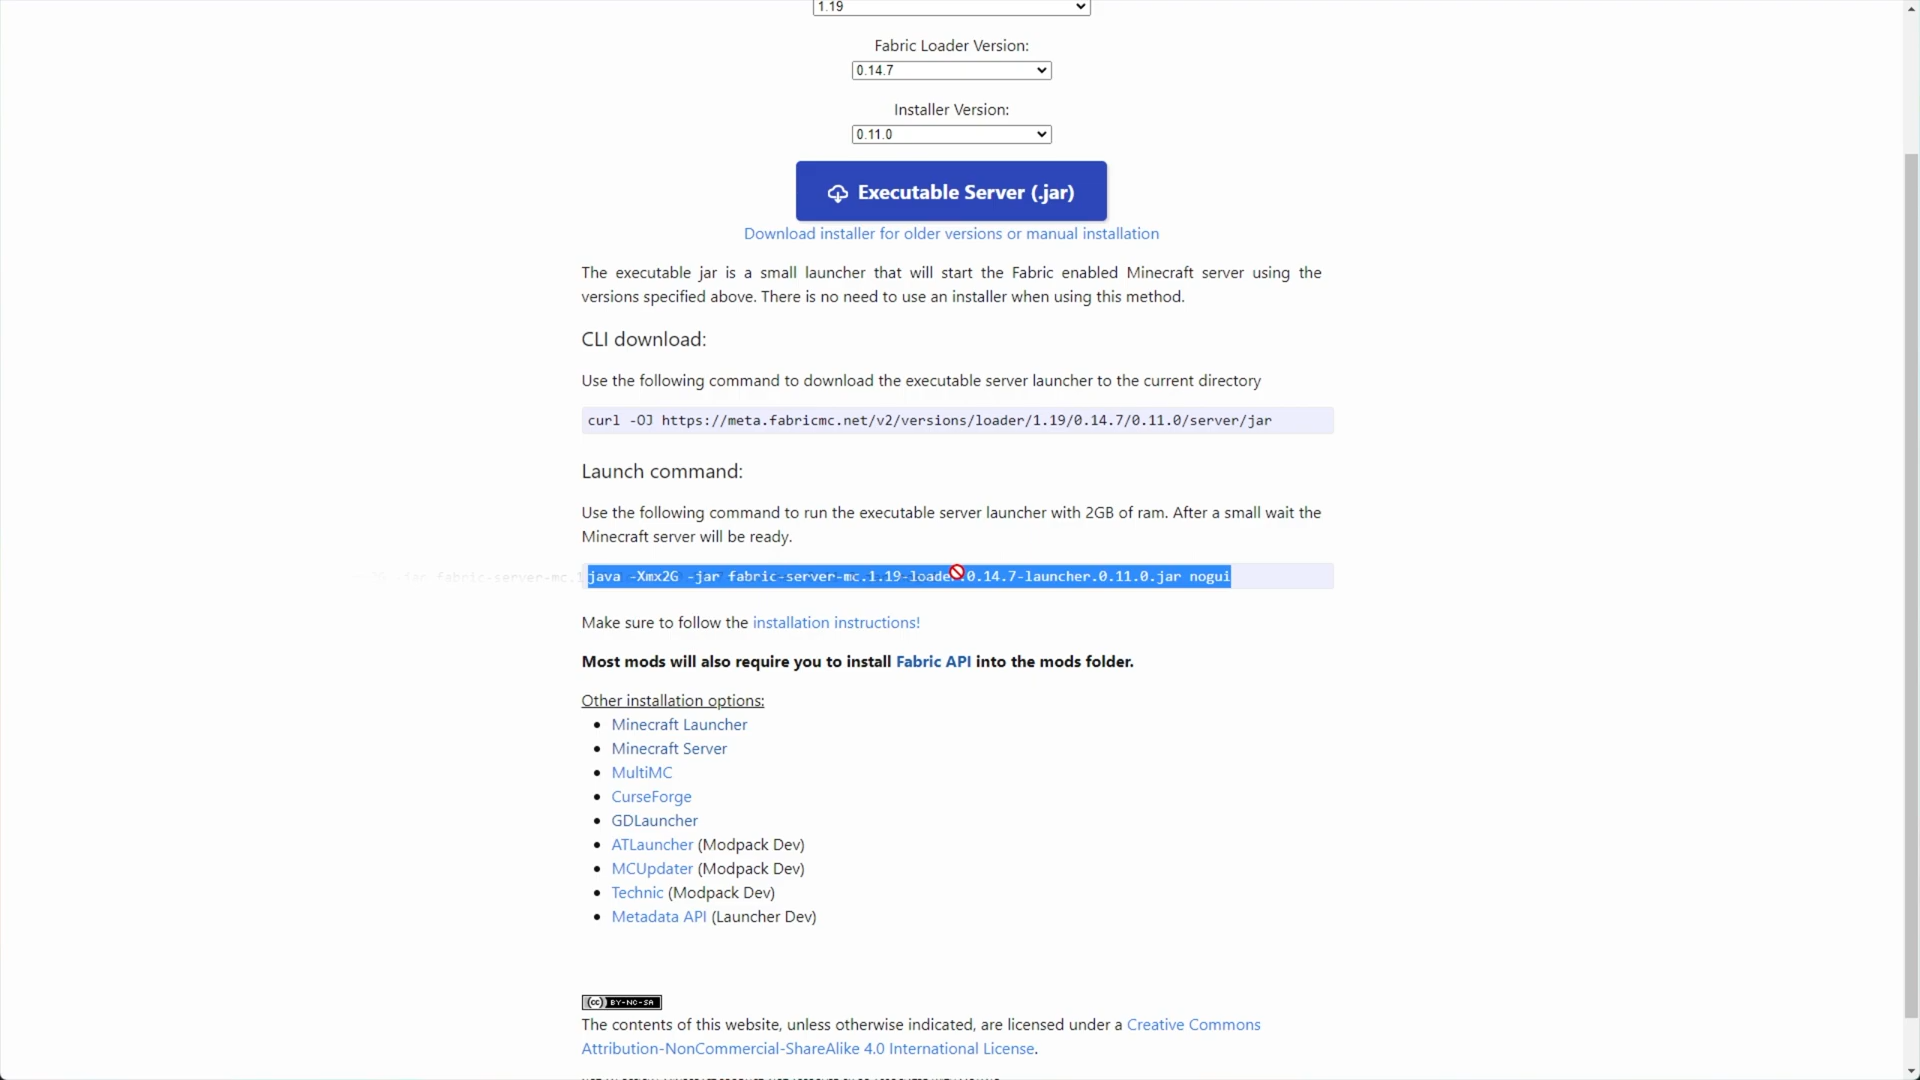 1.19
Fabric Loader Version:
0.14.7
Installer Version:
0.11.0
Executable Server (.jar)
Download installer for older versions or manual installation
The executable jar is a small launcher that will start the Fabric enabled Minecraft server using the
versions specified above. There is no need to use an installer when using this method.
CLI download:
Use the following command to download the executable server launcher to the current directory
curl -OJ https://meta.fabricmc.net/v2/versions/loader/1.19/0.14.7/0.11.0/server/jar
Launch command:
Use the following command to run the executable server launcher with 2GB of ram. After a small wait the
Minecraft server will be ready.
java -Xmx2G -jar fabric-server-mc.1.19-loader.0.14.7-launcher.0.11.0.jar nogui
Make sure to follow the installation instructions!
Most mods will also require you to install Fabric API into the mods folder.
Other installation options:
Minecraft Launcher
Minecraft Server
MultiMC
CurseForge
GDLauncher
ATLauncher (Modpack Dev)
MCUpdater (Modpack Dev)
Technic (Modpack Dev)
Metadata API (Launcher Dev)
cc BY-NC-SA
The contents of this website, unless otherwise indicated, are licensed under a Creative Commons
Attribution-NonCommercial-ShareAlike 4.0 International License.